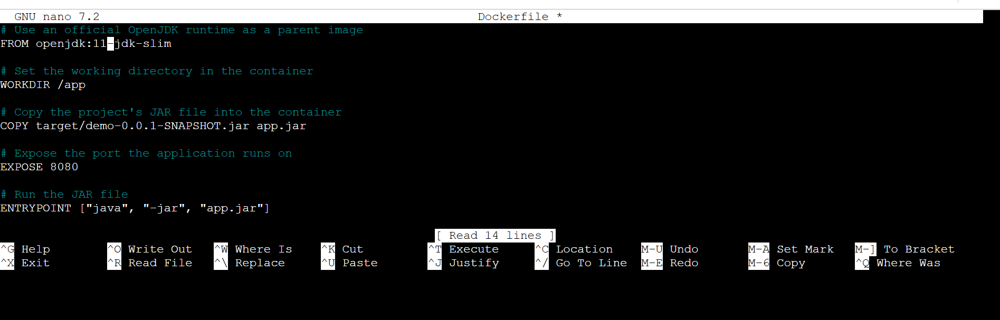 GNU nano 7.2 Dockerfile *
# Use an official OpenJDK runtime as a parent image
FROM openjdk:11-jdk-slim
# Set the working directory in the container
WORKDIR /app
# Copy the project's JAR file into the container
COPY target/demo-0.0.1-SNAPSHOT.jar app.jar
# Expose the port the application runs on
EXPOSE 8080
# Run the JAR file
ENTRYPOINT ["java", "-jar", "app.jar"]
[ Read 14 lines ]
^G Help ^O Write Out ^W Where Is ^K Cut ^T Execute ^C Location M-U Undo M-A Set Mark M-] To Bracket
^X Exit ^R Read File ^\ Replace ^U Paste ^J Justify ^/ Go To Line M-E Redo M-6 Copy ^Q Where Was